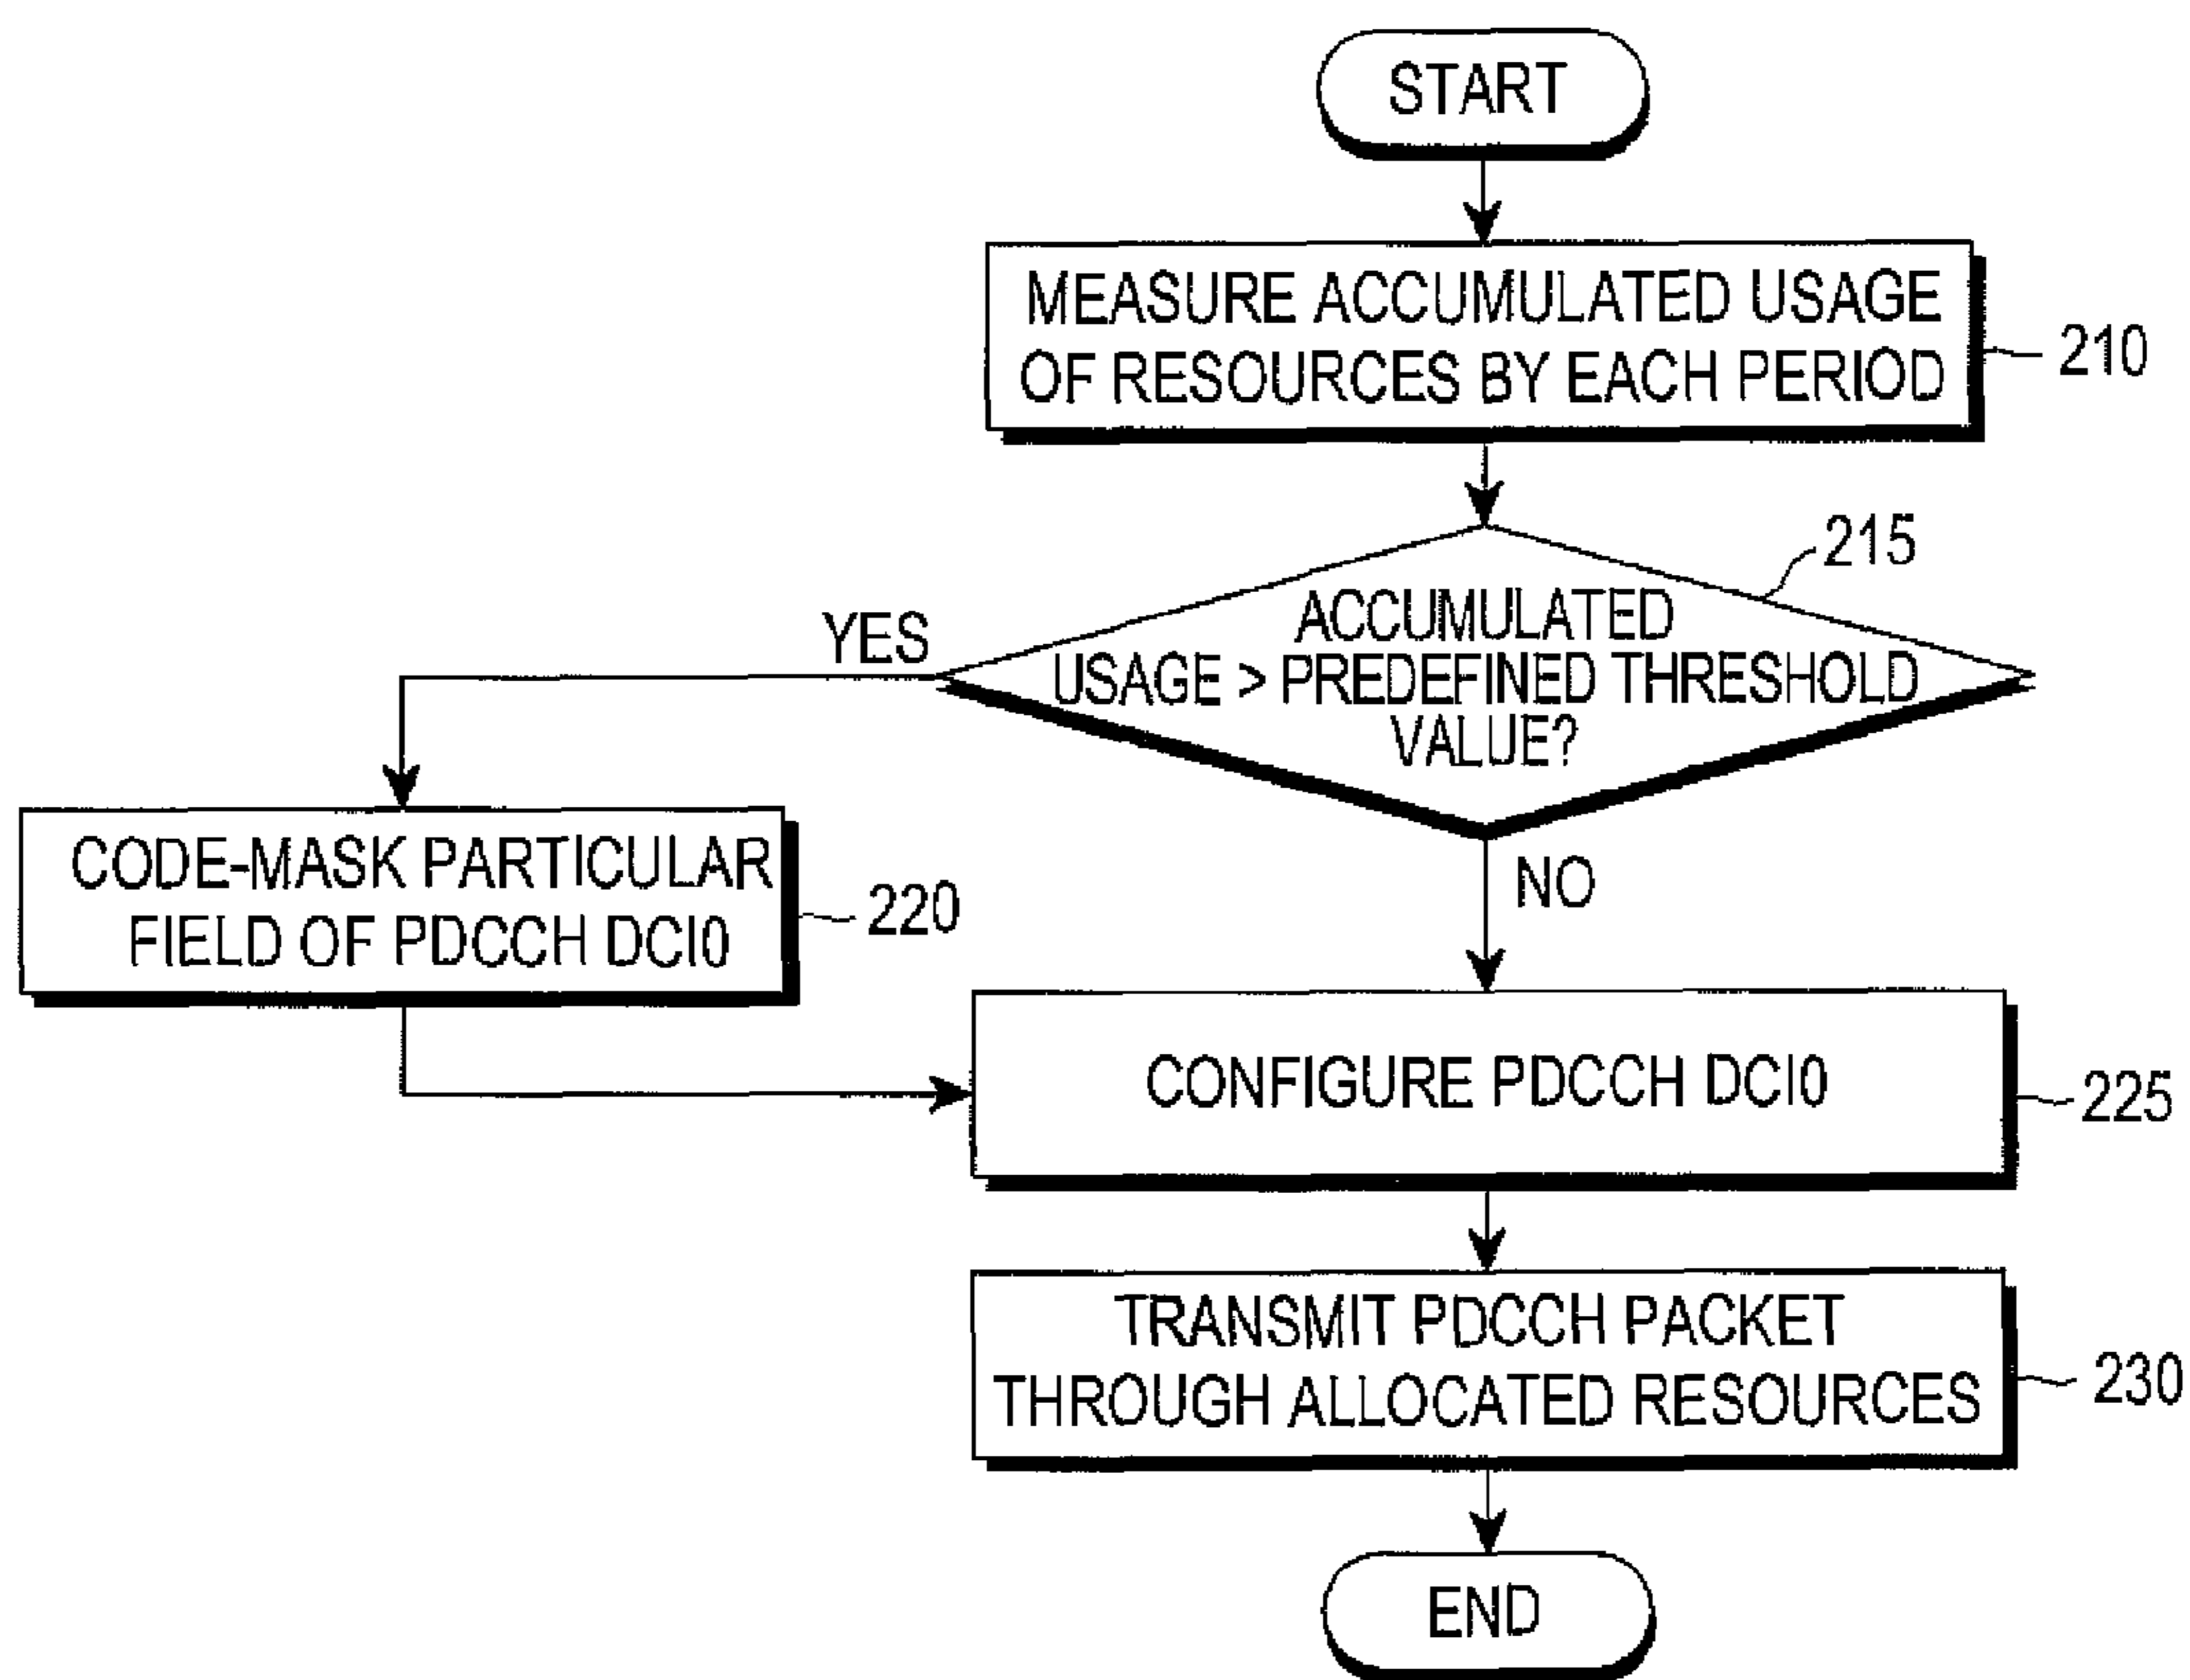 START
MEASURE ACCUMULATED USAGE
OF RESOURCES BY EACH PERIOD
210
215
ACCUMULATED
USAGE > PREDEFINED THRESHOLD
VALUE?
YES
NO
CODE-MASK PARTICULAR
FIELD OF PDCCH DCI0
220
CONFIGURE PDCCH DCI0
225
TRANSMIT PDCCH PACKET
THROUGH ALLOCATED RESOURCES
230
END